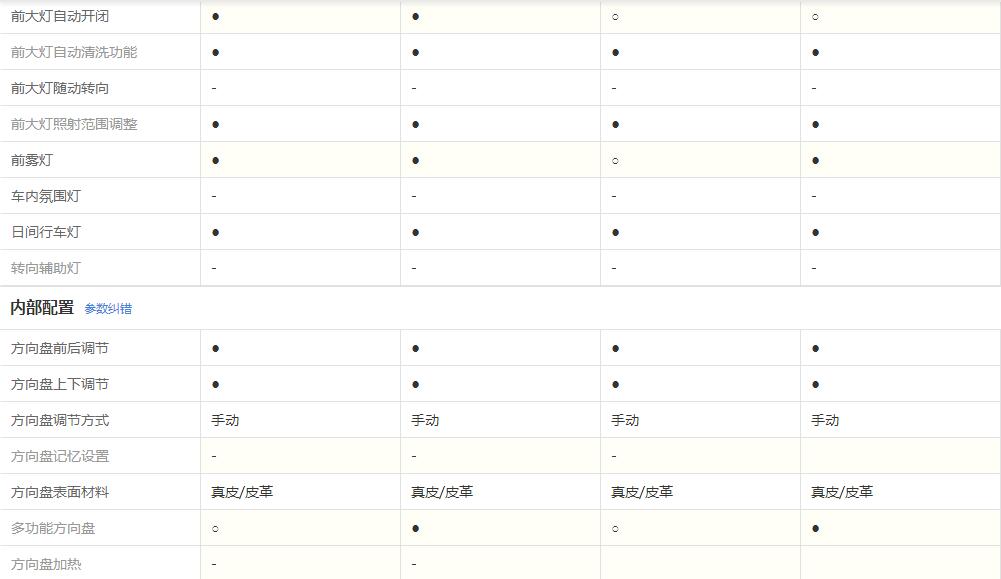 前大灯自动开闭 ● ● ○ ○
前大灯自动清洗功能 ● ● ● ●
前大灯随动转向 - - - -
前大灯照射范围调整 ● ● ● ●
前雾灯 ● ● ○ ●
车内氛围灯 - - - -
日间行车灯 ● ● ● ●
转向辅助灯 - - - -
内部配置 参数纠错
方向盘前后调节 ● ● ● ●
方向盘上下调节 ● ● ● ●
方向盘调节方式 手动 手动 手动 手动
方向盘记忆设置 - - -
方向盘表面材料 真皮/皮革 真皮/皮革 真皮/皮革 真皮/皮革
多功能方向盘 ○ ● ○ ●
方向盘加热 - -